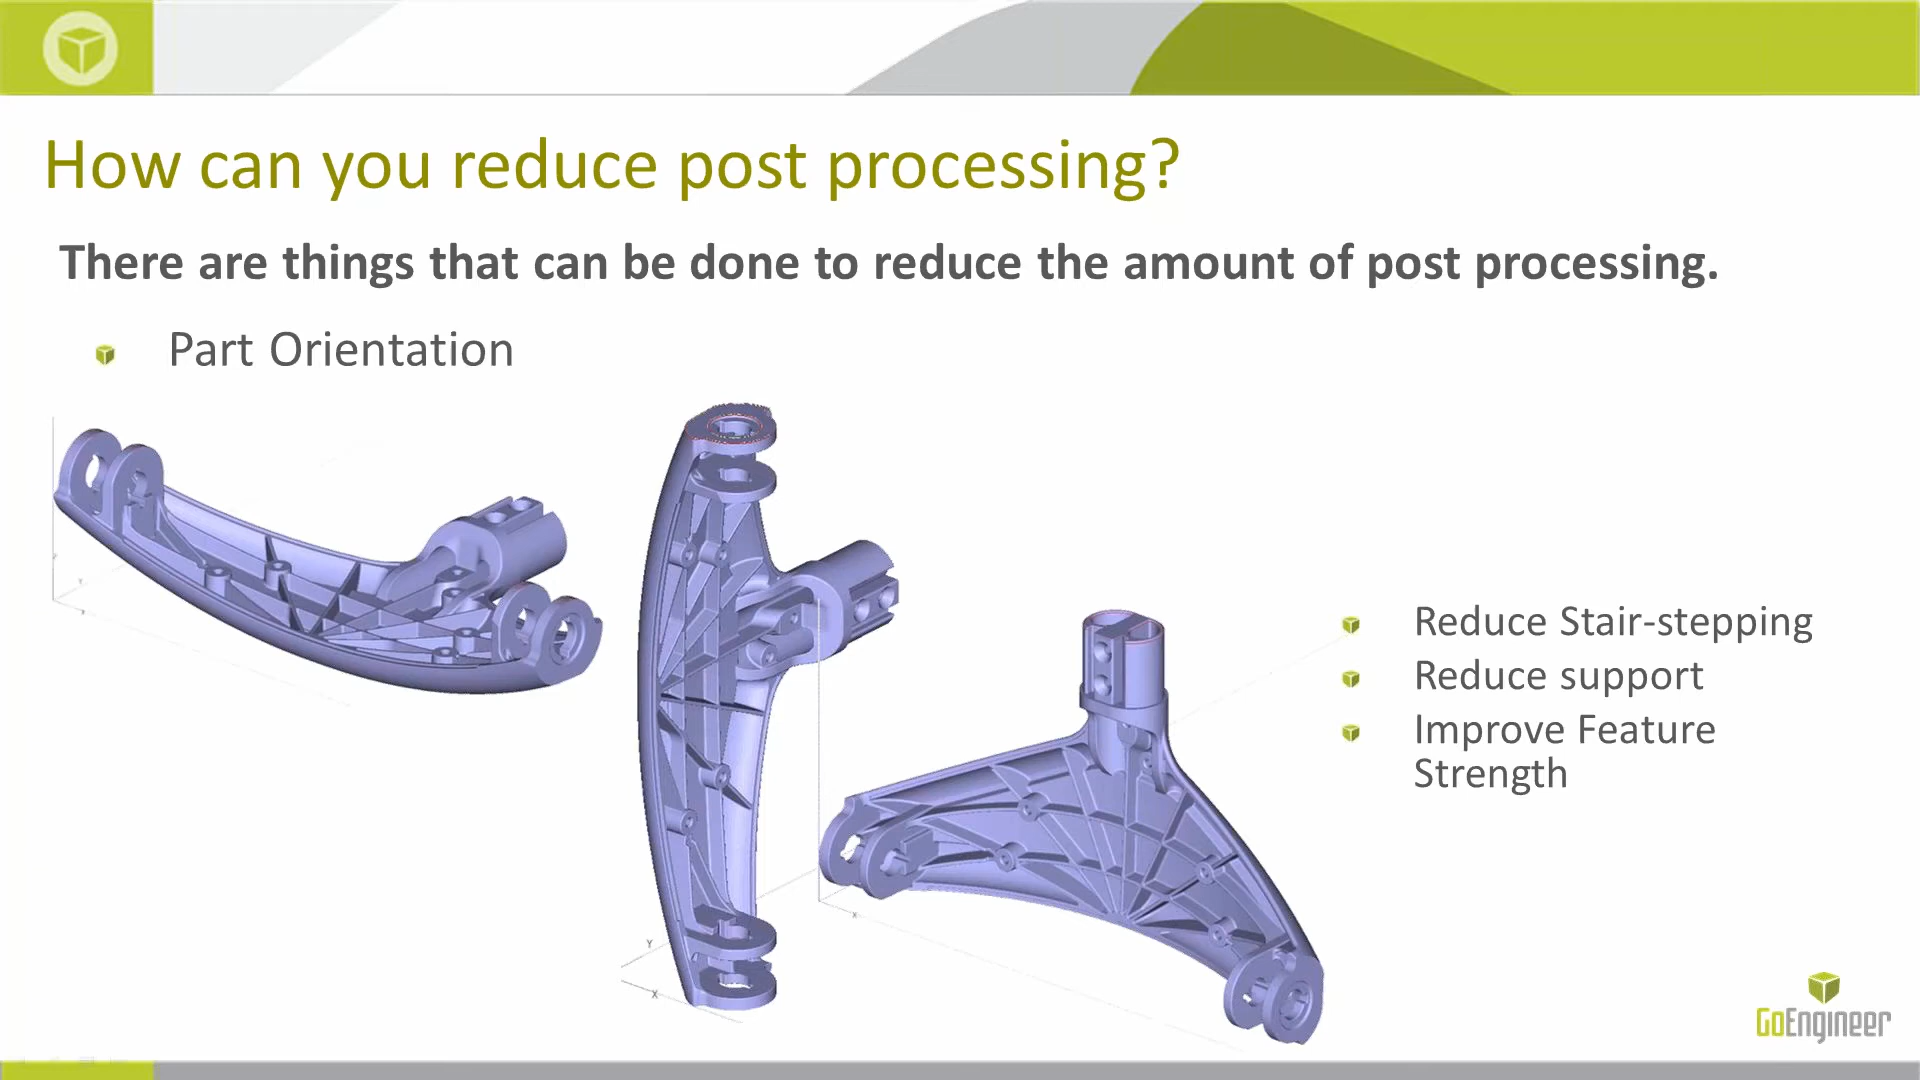 How can you reduce post processing?
There are things that can be done to reduce the amount of post processing.
Part Orientation
Reduce Stair-stepping
Reduce support
Improve Feature
Strength
Y
X
X
GoEngineer